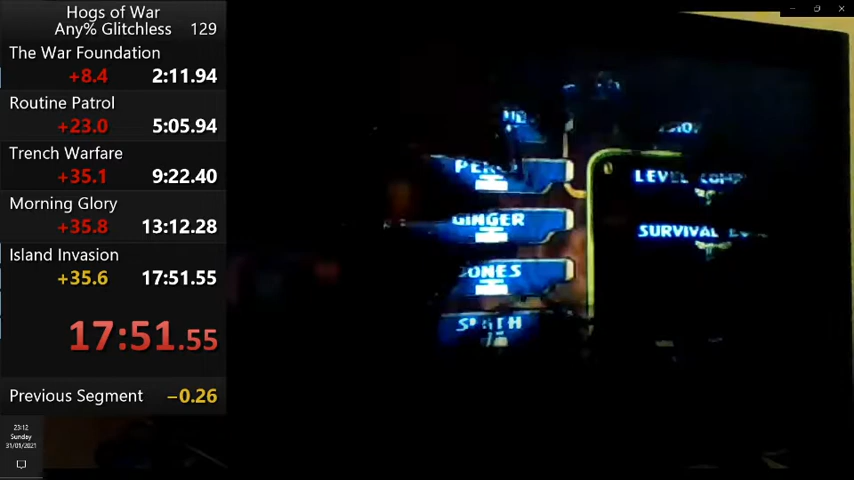 Hogs of War
Any% Glitchless 129
The War Foundation
+8.4 2:11.94
Routine Patrol
+23.0 5:05.94
Trench Warfare
+35.1 9:22.40
Morning Glory
+35.8 13:12.28
Island Invasion
+35.6 17:51.55
17:51.55
Previous Segment −0.26
23:12
Sunday
31/01/2021
GINGER
JONES
LEVEL
SURVIVAL